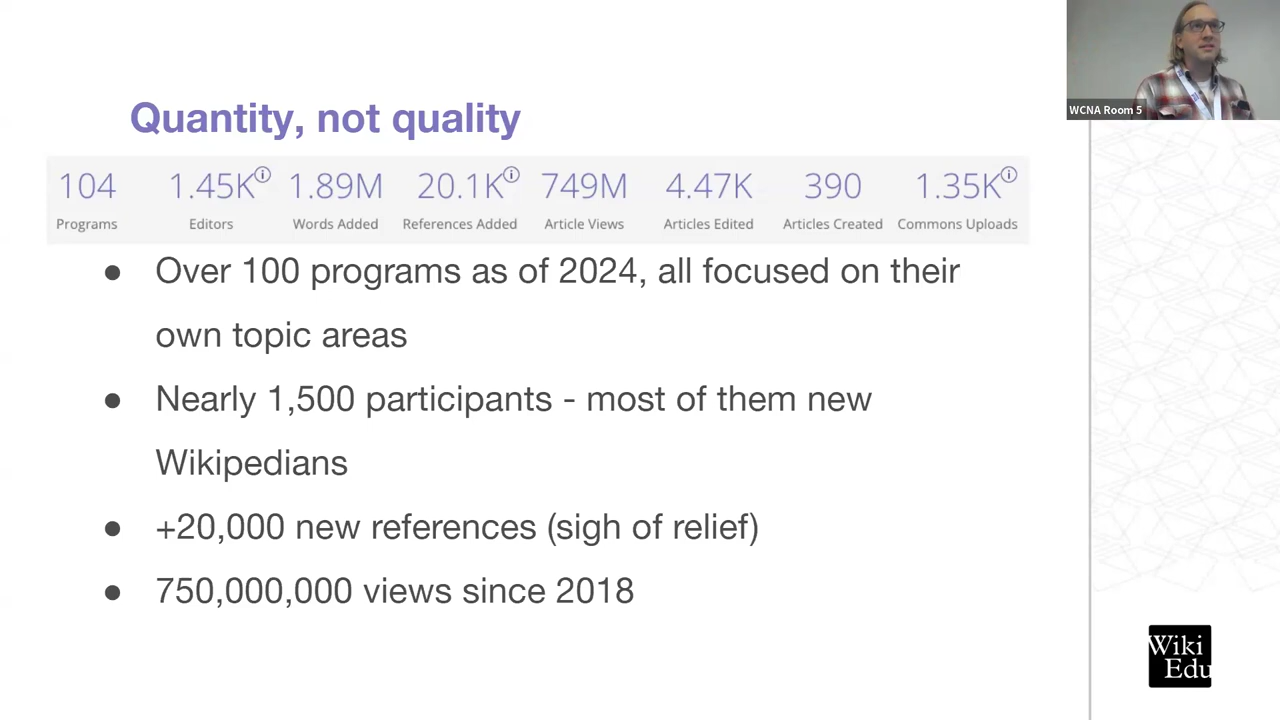 WCNA Room 5
Quantity, not quality
104 1.45K 1.89M 20.1K 749M 4.47K 390 1.35K
Programs Editors Words Added References Added Article Views Articles Edited Articles Created Commons Uploads
● Over 100 programs as of 2024, all focused on their
own topic areas
● Nearly 1,500 participants - most of them new
Wikipedians
● +20,000 new references (sigh of relief)
● 750,000,000 views since 2018
Wiki
Edu